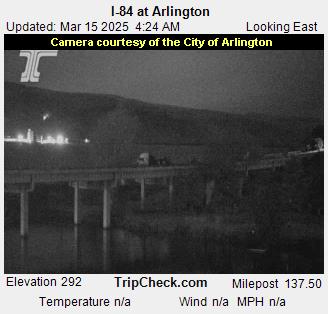 I-84 at Arlington
Updated: Mar 15 2025 4:24 AM Looking East
Camera courtesy of the City of Arlington
Elevation 292 TripCheck.com Milepost 137.50
Temperature n/a Wind n/a MPH n/a